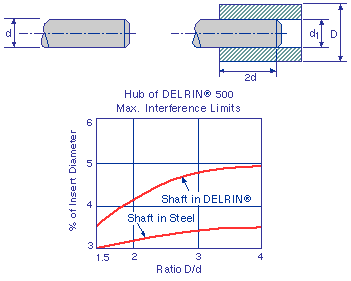 d
d1
D
2d
Hub of DELRIN® 500
Max. Interference Limits
% of Insert Diameter
6
5
4
3
Shaft in DELRIN®
Shaft in Steel
1.5 2 3 4
Ratio D/d